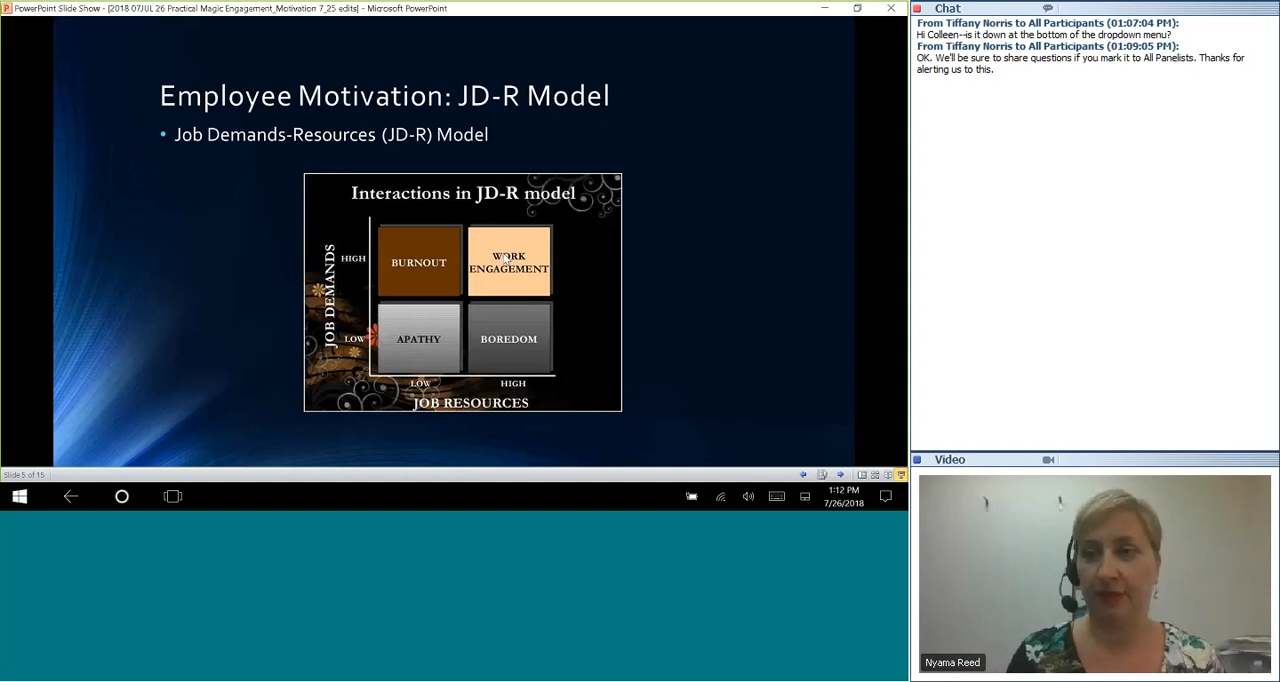 PowerPoint Slide Show - [2018 07JUL 26 Practical Magic Engagement_Motivation 7_25 edits] - Microsoft PowerPoint
Employee Motivation: JD-R Model
• Job Demands-Resources (JD-R) Model
Interactions in JD-R model
JOB DEMANDS
HIGH
BURNOUT
WORK
ENGAGEMENT
LOW
APATHY
BOREDOM
LOW
HIGH
JOB RESOURCES
Slide 5 of 15
1:12 PM
7/26/2018
Chat
From Tiffany Norris to All Participants (01:07:04 PM):
Hi Colleen--is it down at the bottom of the dropdown menu?
From Tiffany Norris to All Participants (01:09:05 PM):
OK. We'll be sure to share questions if you mark it to All Panelists. Thanks for
alerting us to this.
Video
Nyama Reed